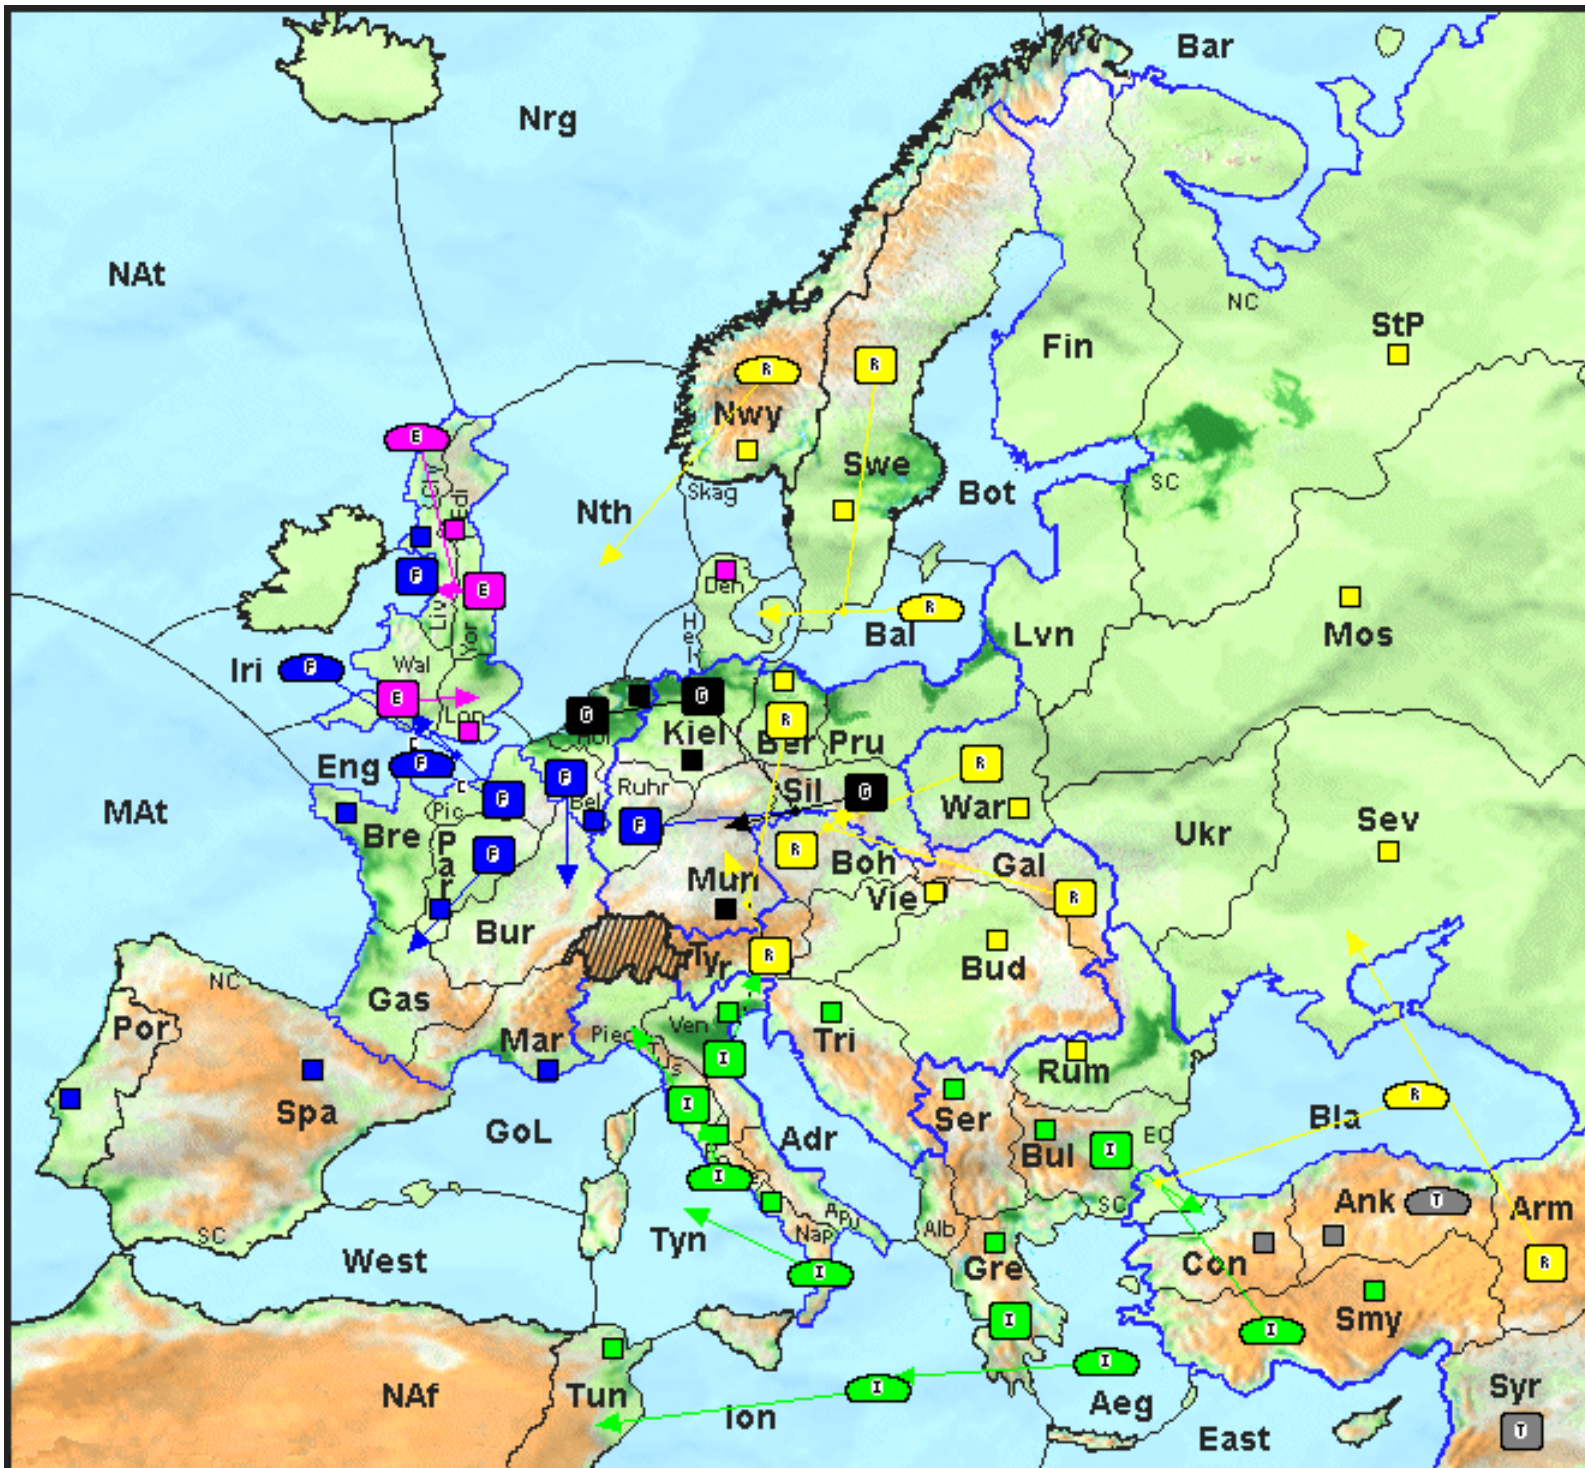 Bar
Nrg
NAt
NC
StP
Fin
R
R
Nwy
E
Cly
Edi
Swe
SC
Skag
Bot
Nth
F
E
Den
R
Mos
Lvn
Bal
Hel
Liv
Yor
Iri
F
Wal
E
Lon
G
G
R
Hol
Kiel
Ber
Pru
Eng
F
F
F
Ruhr
Sil
G
R
War
MAt
Pic
Bel
Bre
Par
F
F
R
Boh
Gal
Ukr
Sev
Mun
Vie
R
Bur
Tyr
R
Bud
NC
Gas
Por
Mar
Pie
Ven
Tri
Tus
I
Rum
Spa
GoL
I
Ser
R
Bla
Adr
Bul
I
EC
Ro
I
Apu
SC
Ank
T
Arm
SC
West
Tyn
Nap
Alb
Gre
Con
I
R
I
I
Smy
NAf
Tun
I
Ion
I
Aeg
East
Syr
T